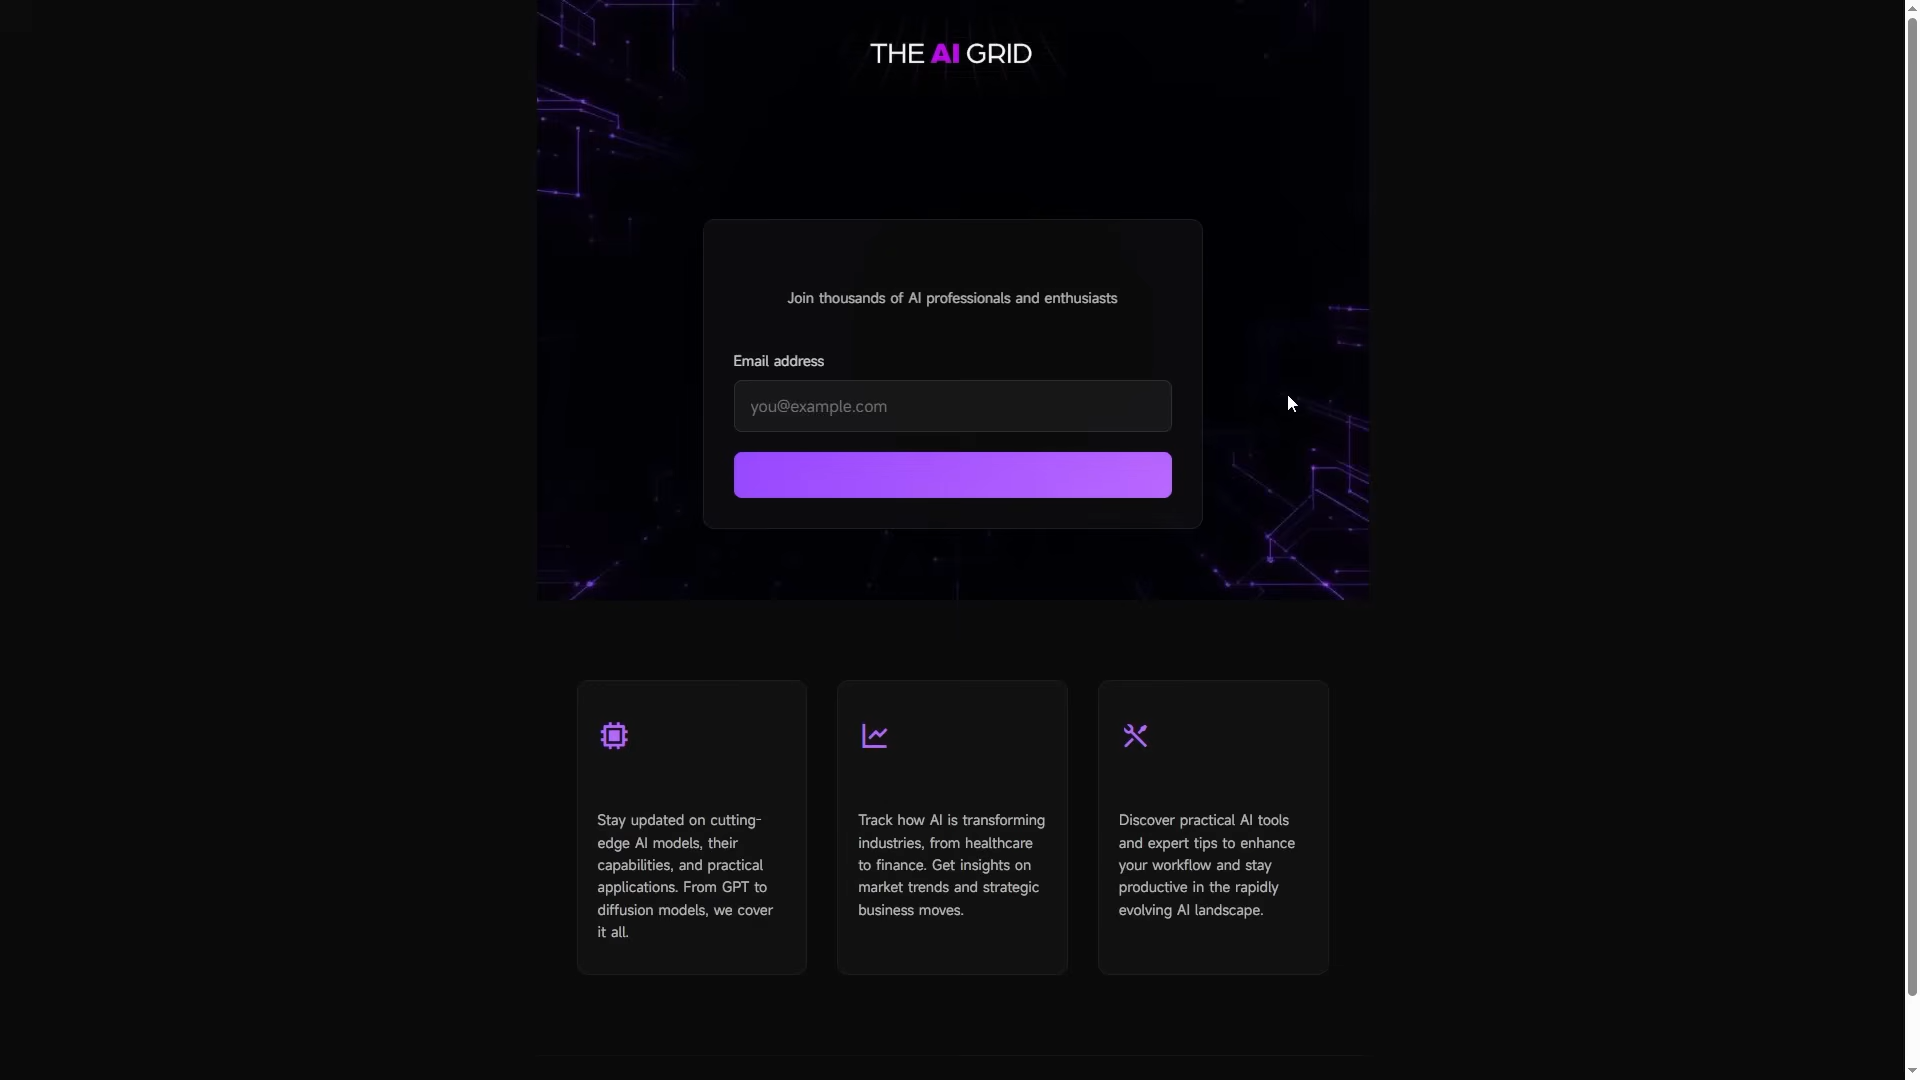 THE AI GRID
Join thousands of AI professionals and enthusiasts
Email address
you@example.com
Stay updated on cutting-
edge AI models, their
capabilities, and practical
applications. From GPT to
diffusion models, we cover
it all.
Track how AI is transforming
industries, from healthcare
to finance. Get insights on
market trends and strategic
business moves.
Discover practical AI tools
and expert tips to enhance
your workflow and stay
productive in the rapidly
evolving AI landscape.